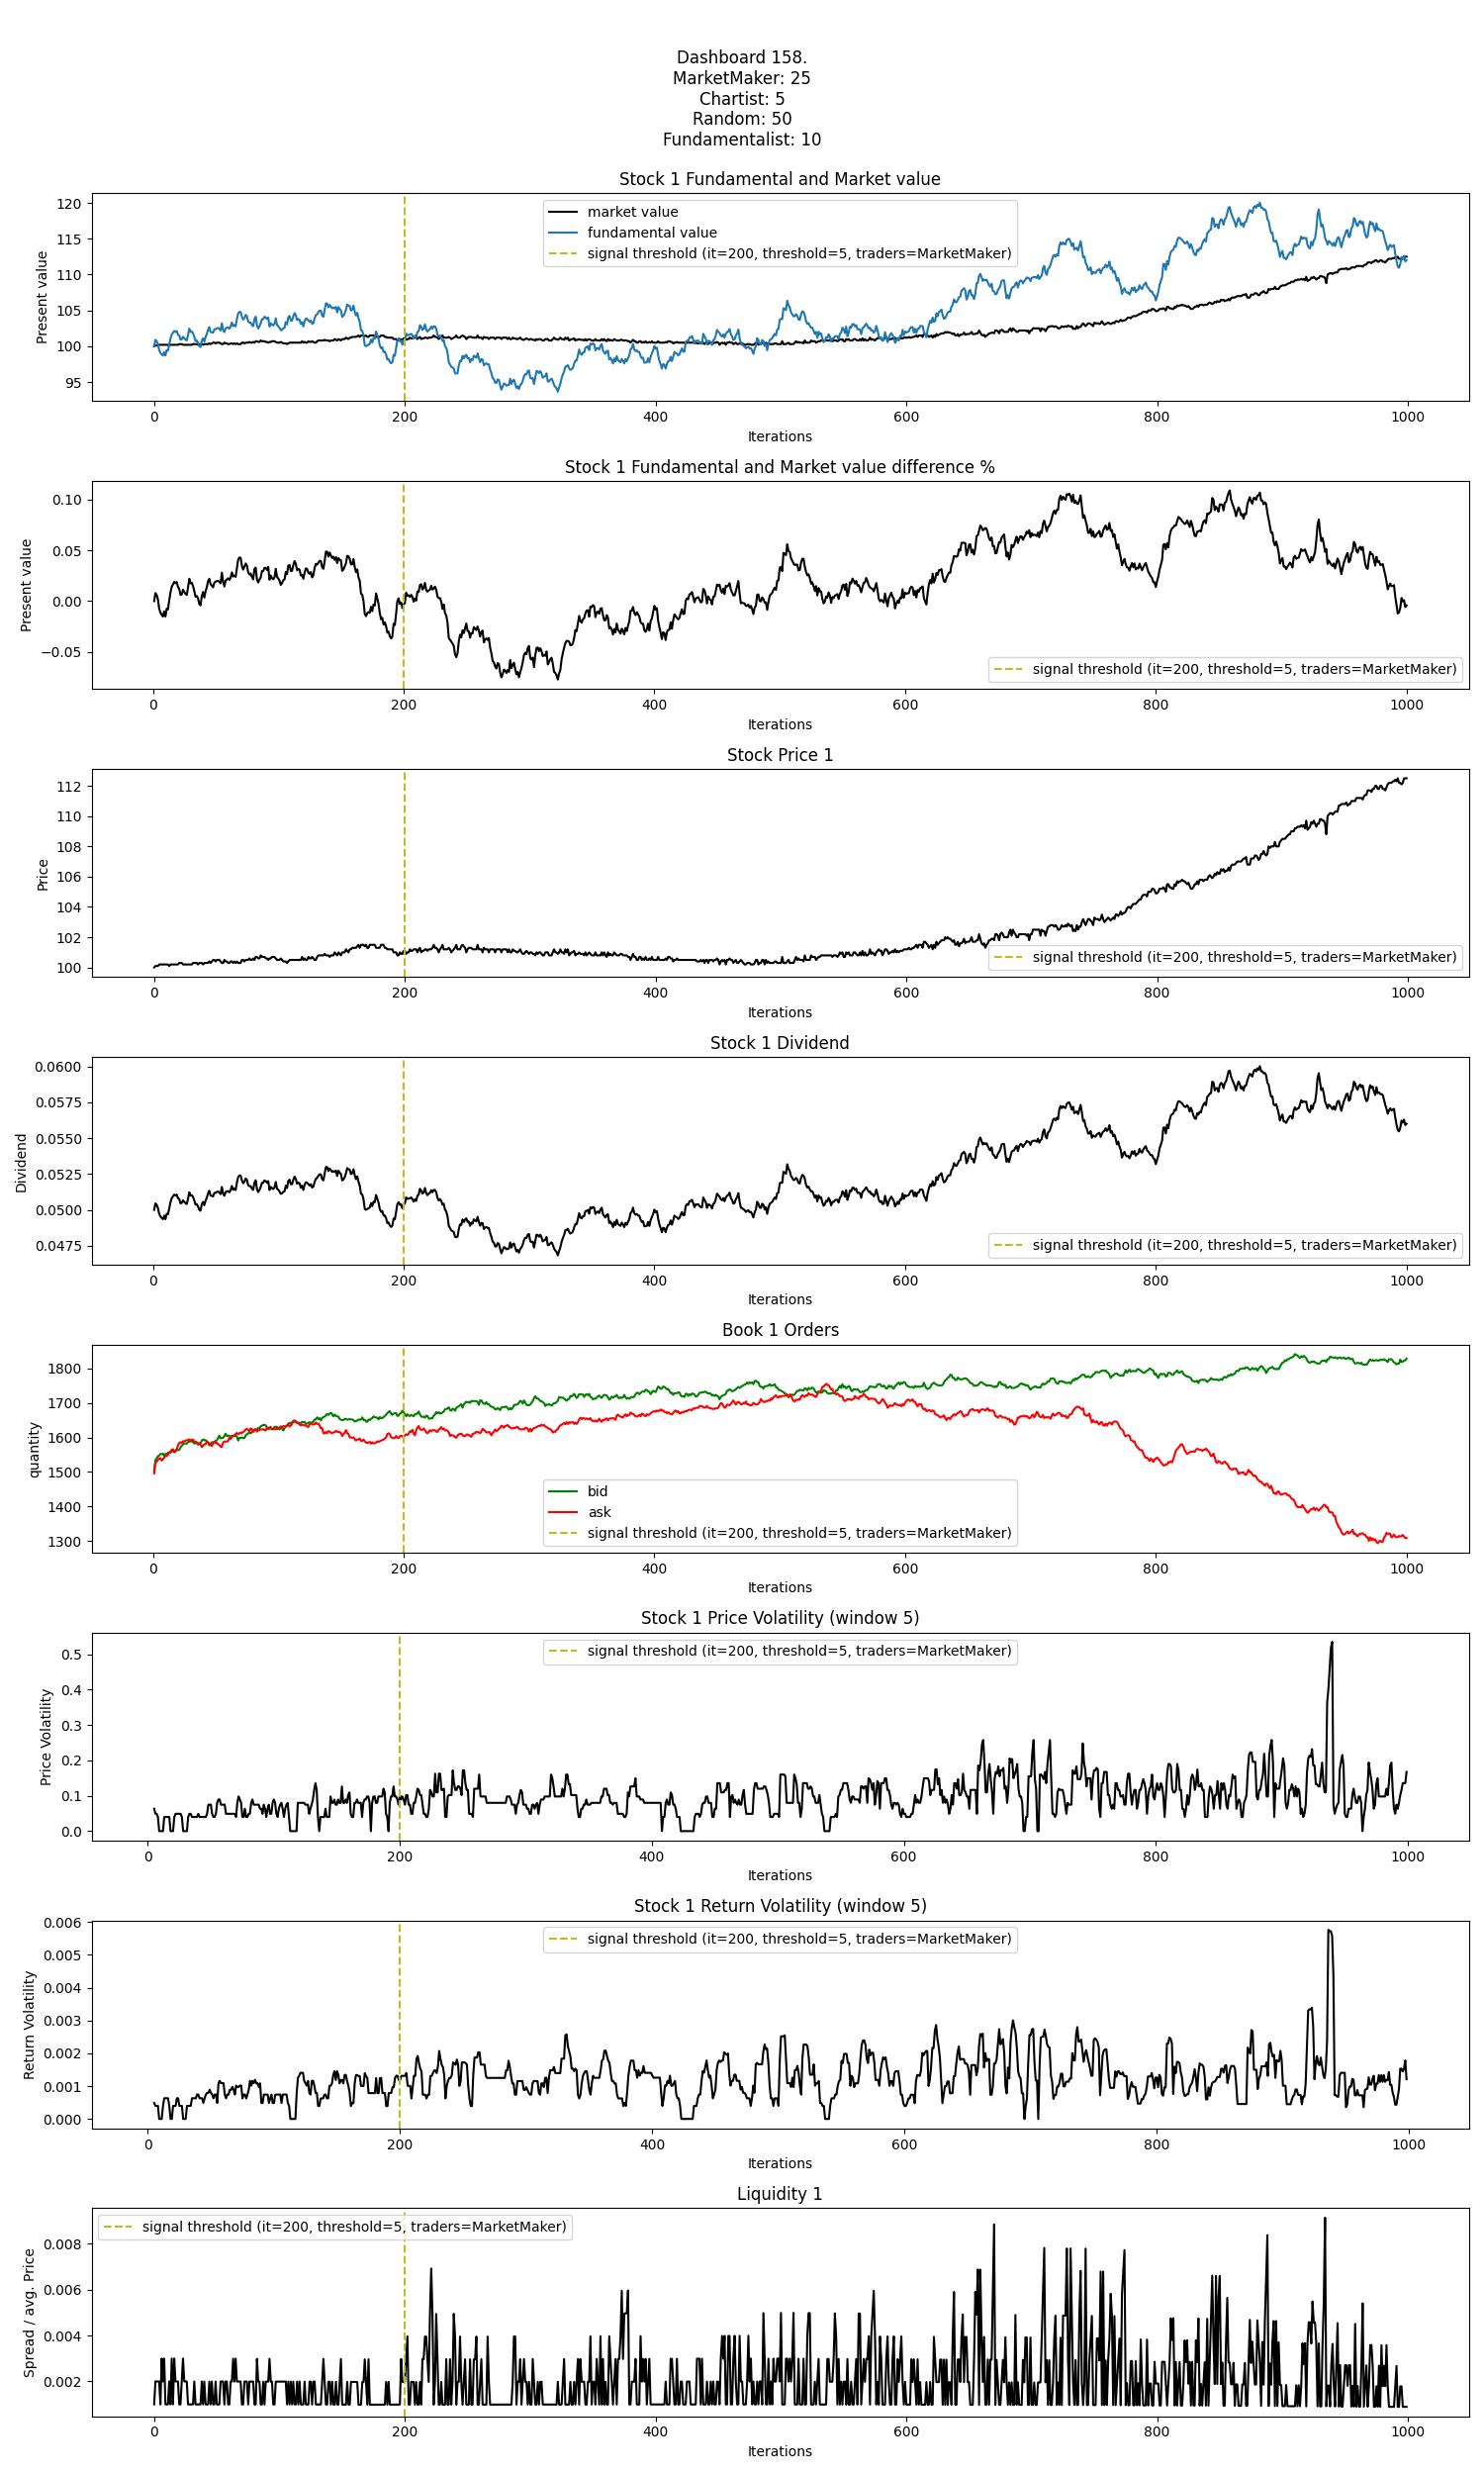 Dashboard 158.
MarketMaker: 25
Chartist: 5
Random: 50
Fundamentalist: 10
Stock 1 Fundamental and Market value
Present value
120
115
110
105
100
95
market value
fundamental value
signal threshold (it=200, threshold=5, traders=MarketMaker)
0 200 400 600 800 1000
Iterations
Stock 1 Fundamental and Market value difference %
Present value
0.10
0.05
0.00
−0.05
signal threshold (it=200, threshold=5, traders=MarketMaker)
0 200 400 600 800 1000
Iterations
Stock Price 1
Price
112
110
108
106
104
102
100
signal threshold (it=200, threshold=5, traders=MarketMaker)
0 200 400 600 800 1000
Iterations
Stock 1 Dividend
Dividend
0.0600
0.0575
0.0550
0.0525
0.0500
0.0475
signal threshold (it=200, threshold=5, traders=MarketMaker)
0 200 400 600 800 1000
Iterations
Book 1 Orders
quantity
1800
1700
1600
1500
1400
1300
bid
ask
signal threshold (it=200, threshold=5, traders=MarketMaker)
0 200 400 600 800 1000
Iterations
Stock 1 Price Volatility (window 5)
Price Volatility
0.5
0.4
0.3
0.2
0.1
0.0
signal threshold (it=200, threshold=5, traders=MarketMaker)
0 200 400 600 800 1000
Iterations
Stock 1 Return Volatility (window 5)
Return Volatility
0.006
0.005
0.004
0.003
0.002
0.001
0.000
signal threshold (it=200, threshold=5, traders=MarketMaker)
0 200 400 600 800 1000
Iterations
Liquidity 1
Spread / avg. Price
0.008
0.006
0.004
0.002
signal threshold (it=200, threshold=5, traders=MarketMaker)
0 200 400 600 800 1000
Iterations